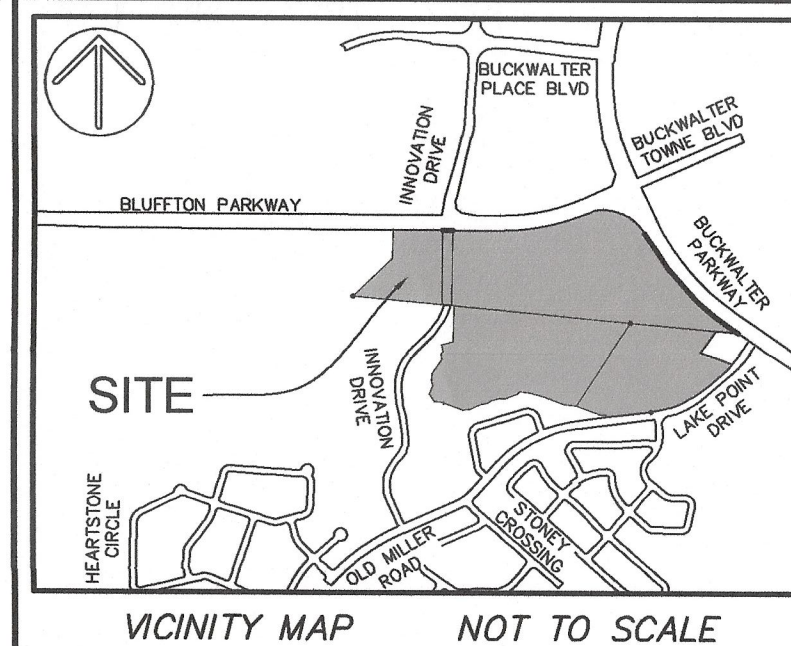 BUCKWALTER
PLACE BLVD
BUCKWALTER
TOWNE BLVD
INNOVATION
DRIVE
BLUFFTON PARKWAY
BUCKWALTER
PARKWAY
SITE
INNOVATION
DRIVE
LAKE POINT
DRIVE
HEARTSTONE
CIRCLE
STONEY
CROSSING
OLD MILLER
ROAD
VICINITY MAP NOT TO SCALE